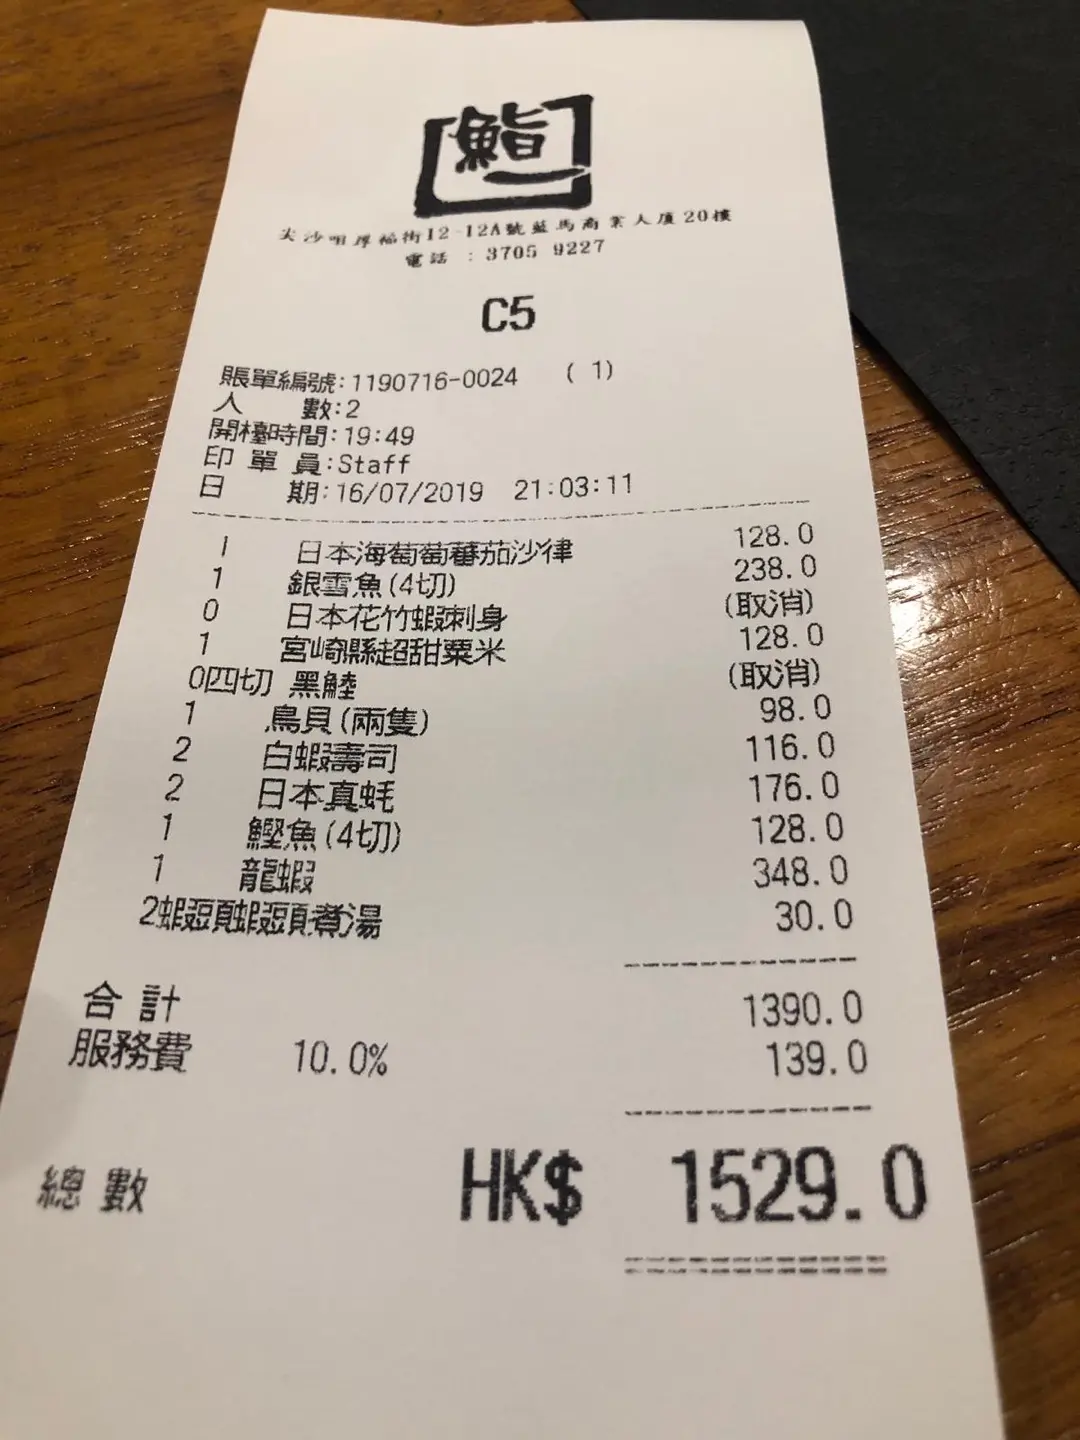 鮨一
尖沙咀厚福街12-12A號藍馬商業大廈20樓
電話 : 3705 9227
C5
賬單編號:1190716-0024 ( 1)
人 數:2
開檯時間:19:49
印 單 員:Staff
日 期:16/07/2019 21:03:11
1 日本海萄萄蕃茄沙律 128.0
1 銀雪魚(4切) 238.0
0 日本花竹蝦刺身 (取消)
1 宮崎縣超甜粟米 128.0
0四切 黑鯥 (取消)
1 鳥貝(兩隻) 98.0
2 白蝦壽司 116.0
2 日本真蚝 176.0
1 鰹魚(4切) 128.0
1 龍蝦 348.0
2蝦逗頁蝦逗頁煮湯 30.0
合 計 1390.0
服務費 10.0% 139.0
總 數 HK$ 1529.0